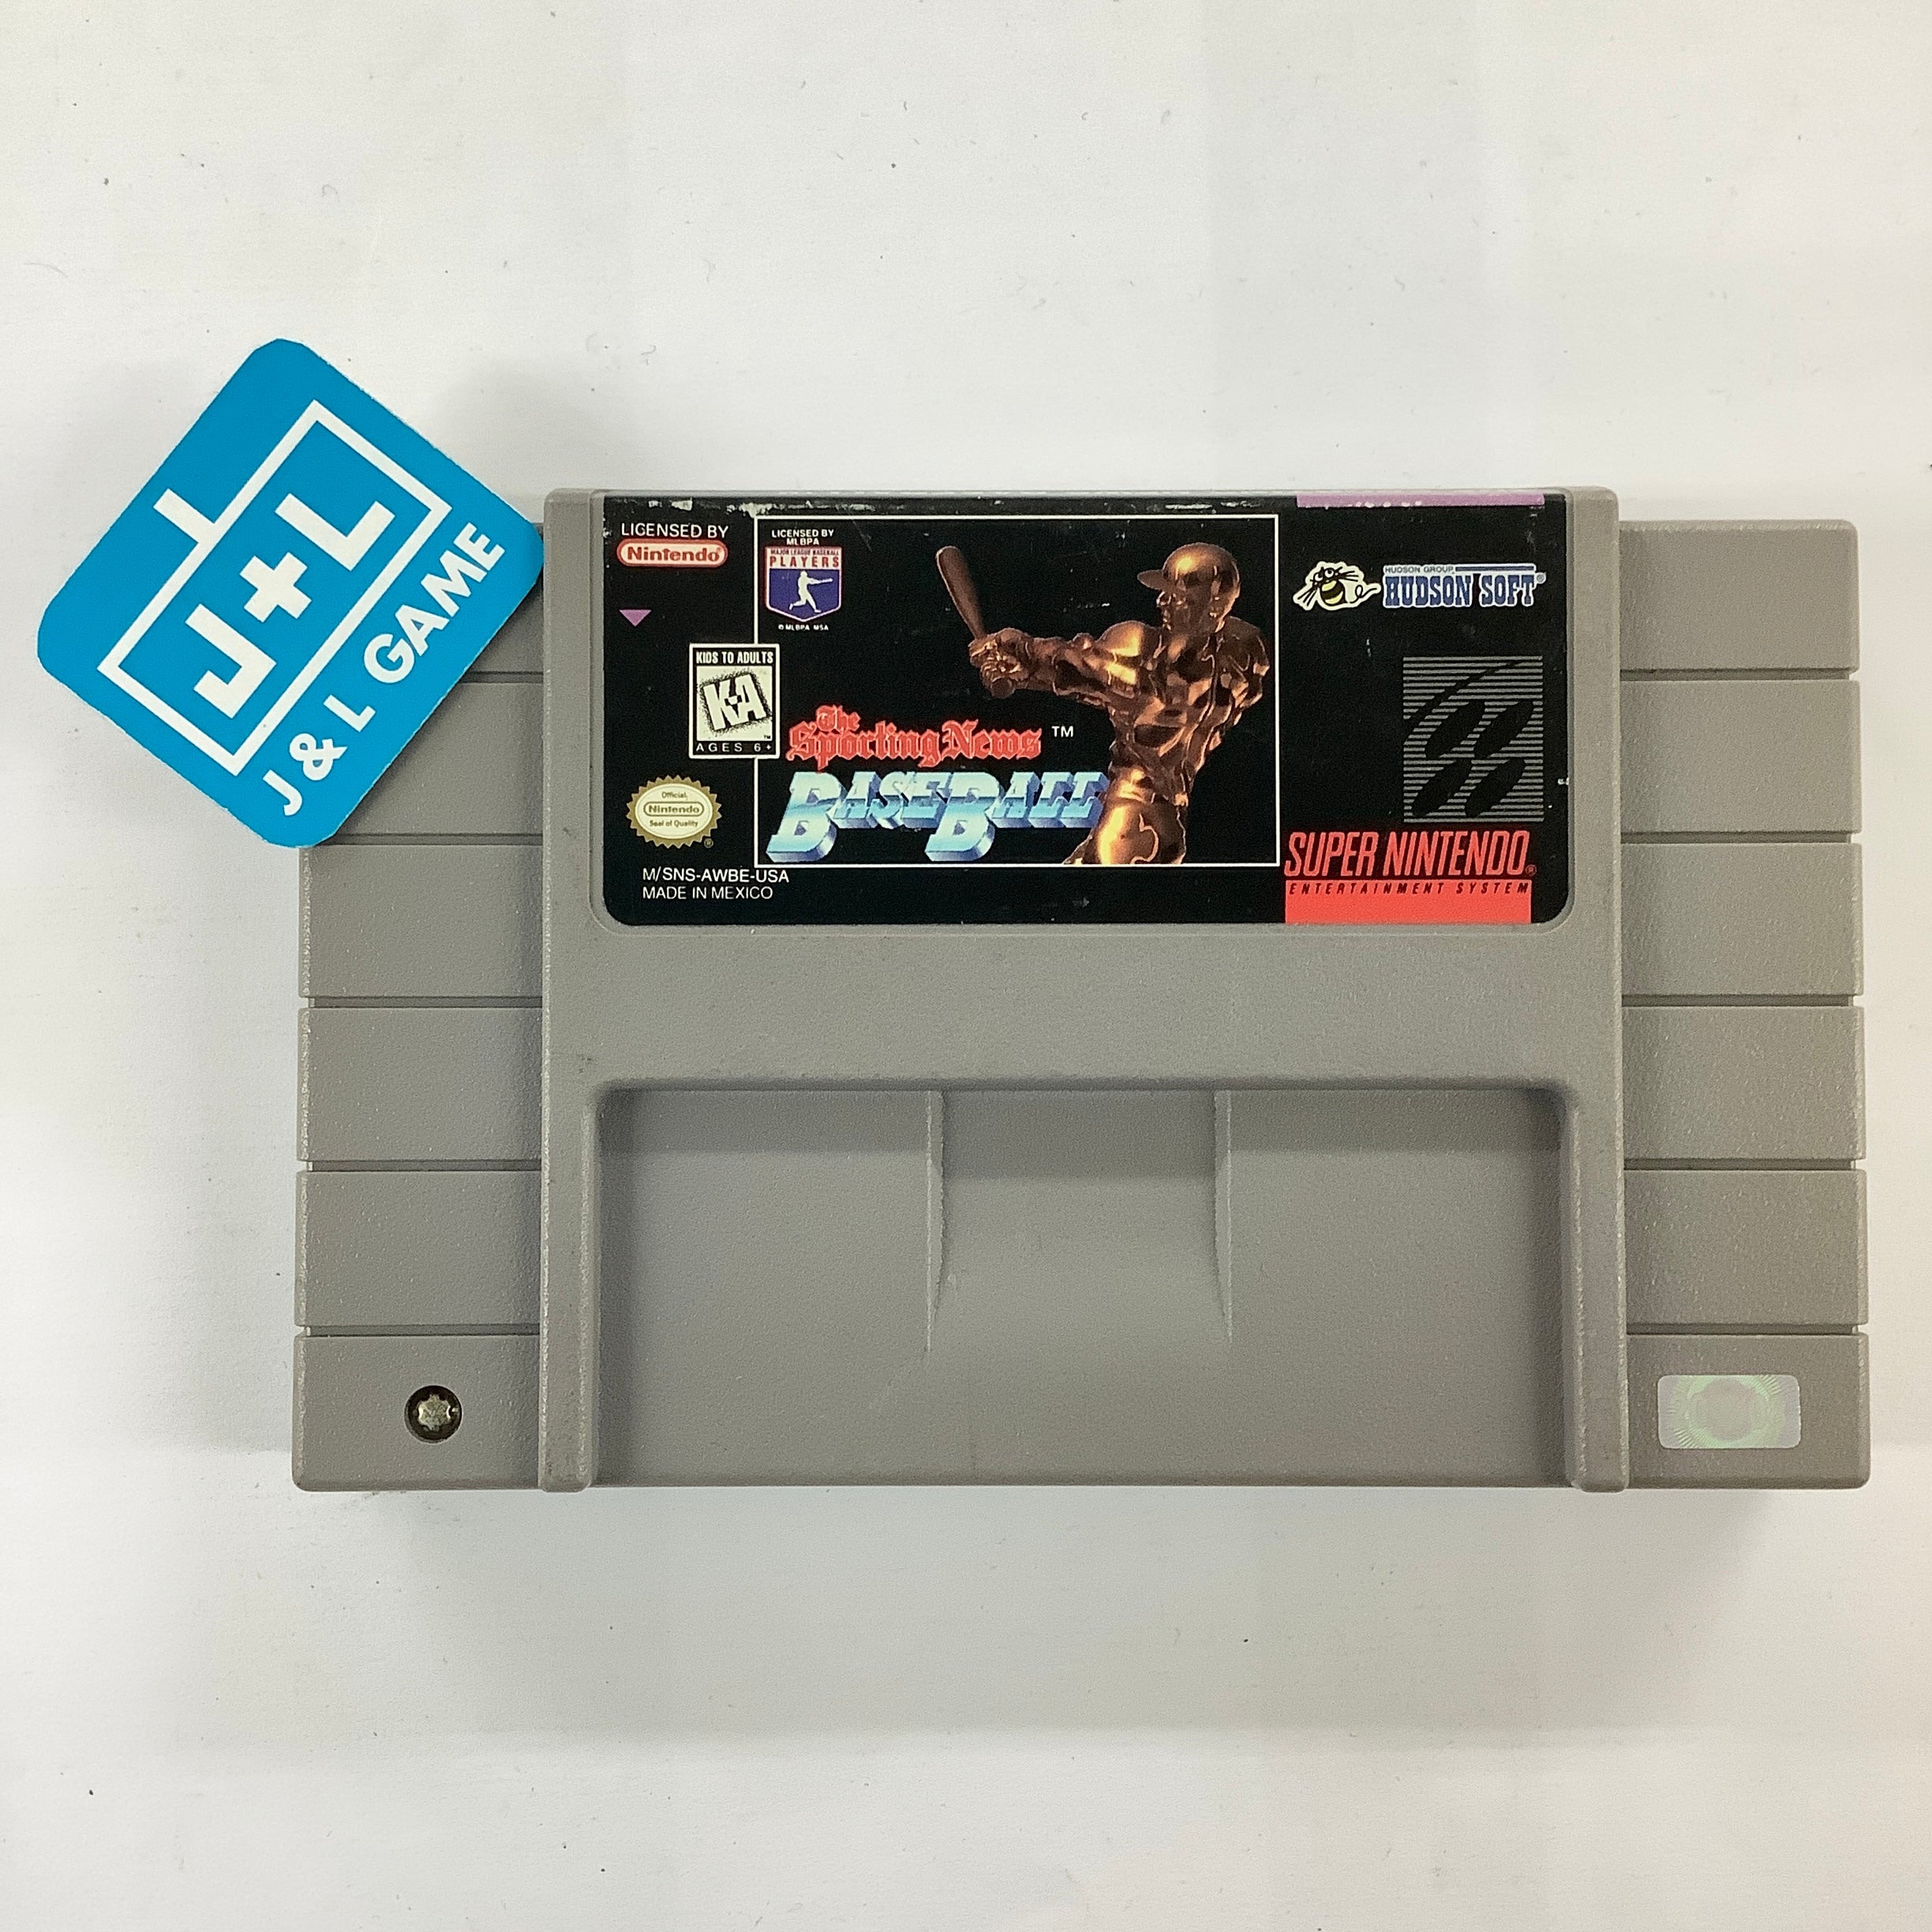 J+L
J & L GAME
LICENSED BY
Nintendo®
LICENSED BY
MLBPA
MAJOR LEAGUE BASEBALL
PLAYERS
© MLBPA MSA
KIDS TO ADULTS
K-A
™
AGES 6+
The
Sporting News ™
BASEBALL
Official
Nintendo
Seal of Quality
®
M/SNS-AWBE-USA
MADE IN MEXICO
HUDSON GROUP
HUDSON SOFT®
SUPER NINTENDO®
ENTERTAINMENT SYSTEM